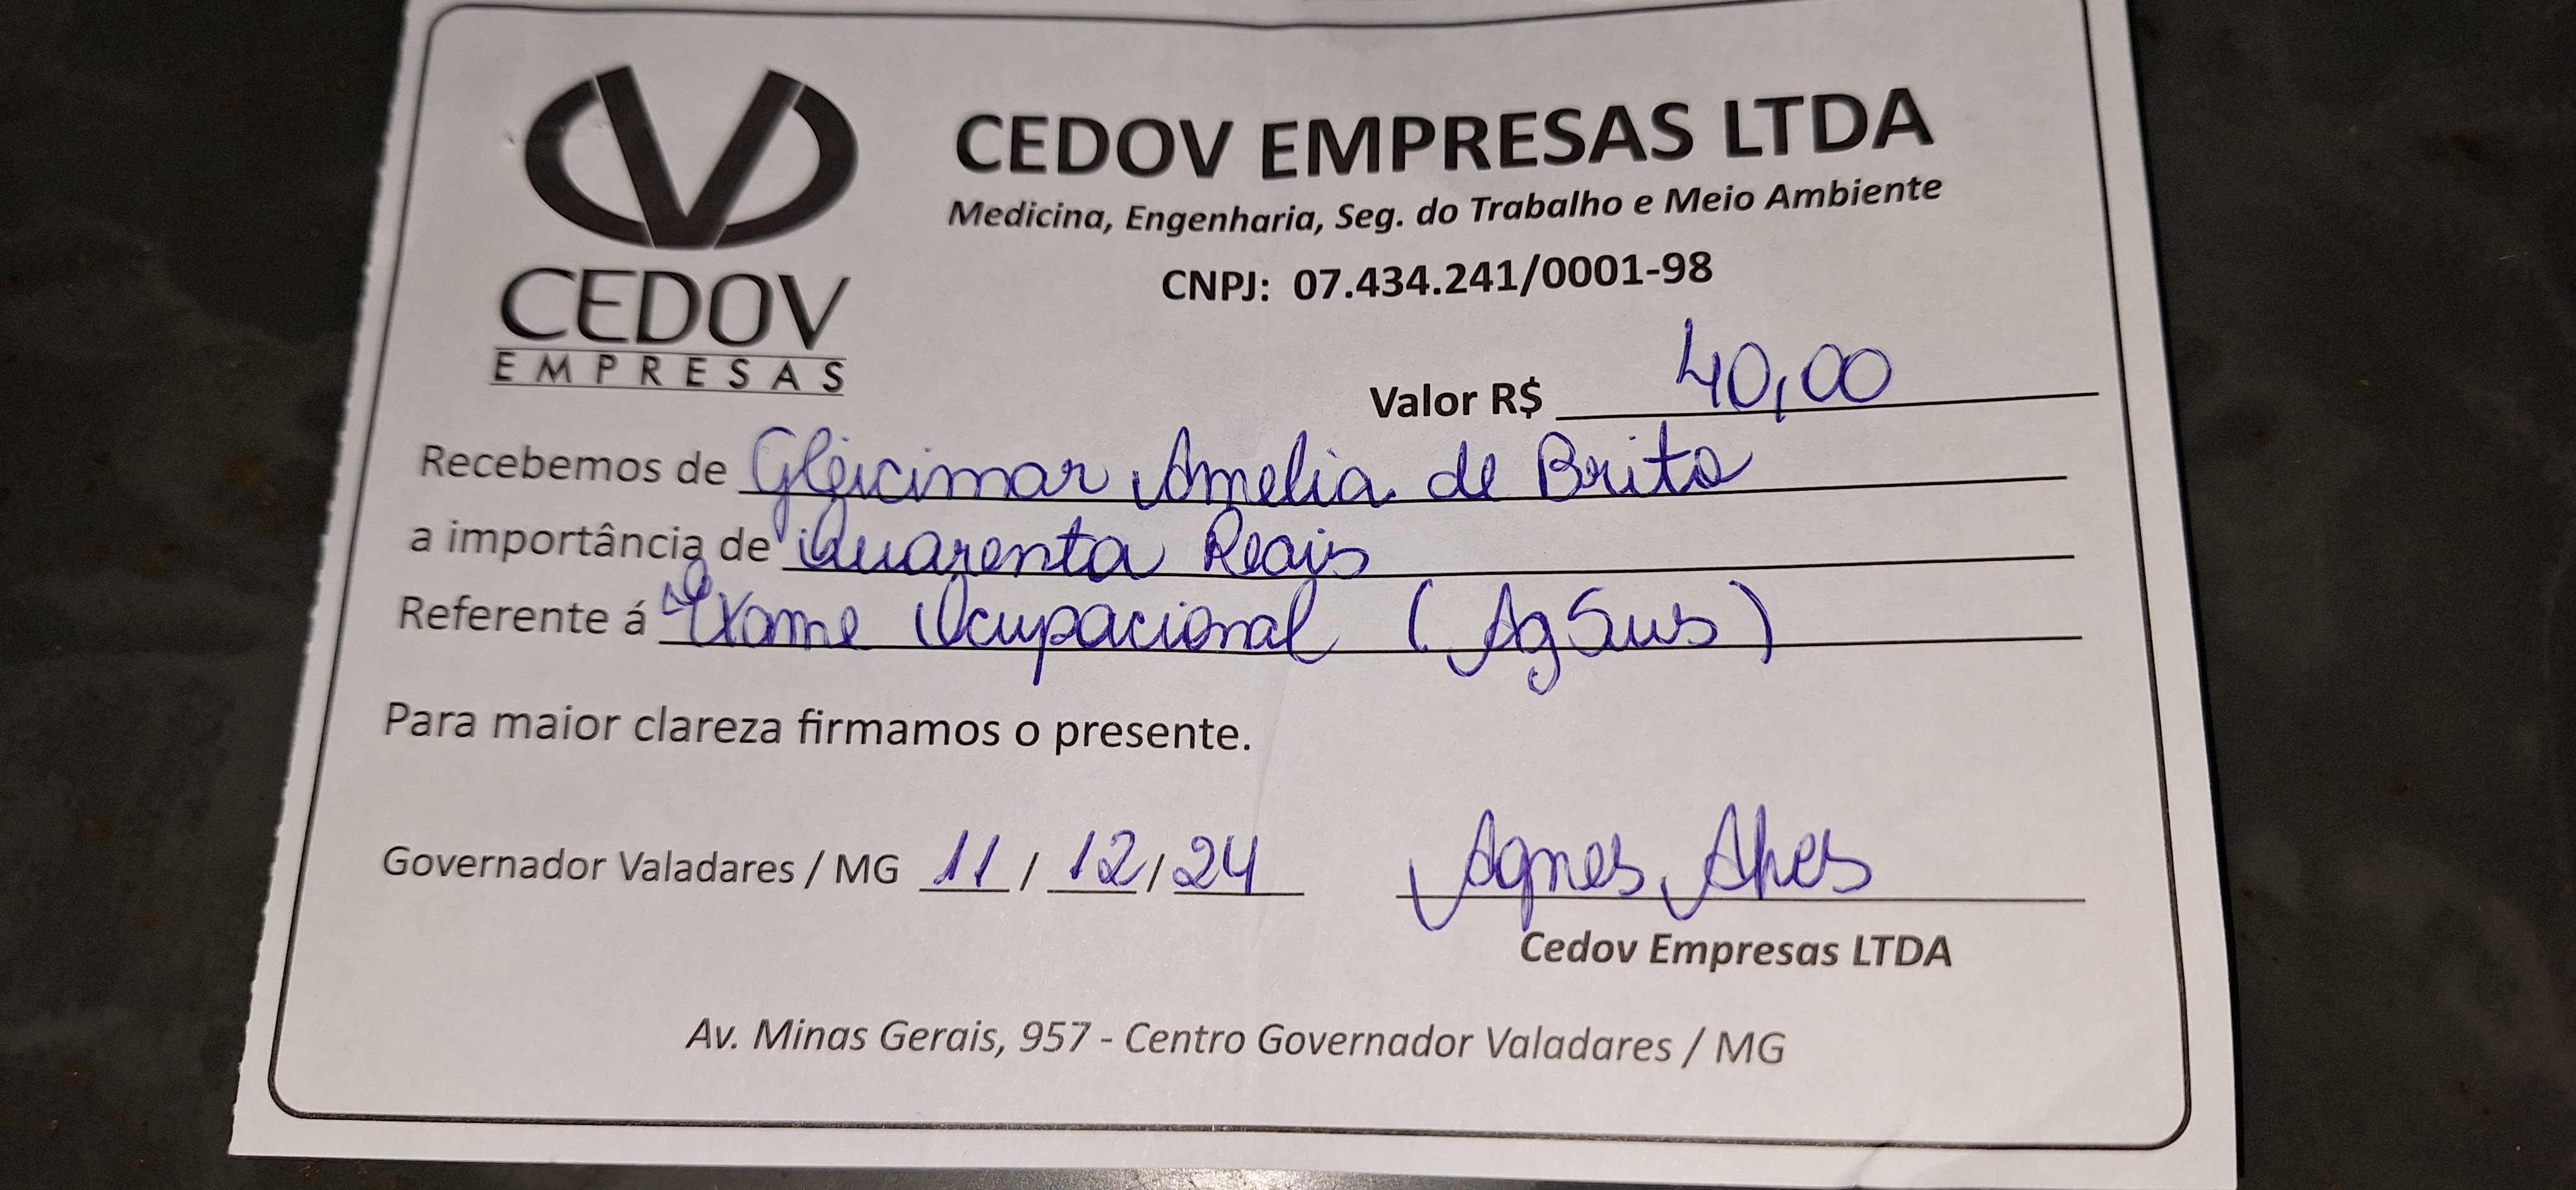 CEDOV
EMPRESAS
CEDOV EMPRESAS LTDA
Medicina, Engenharia, Seg. do Trabalho e Meio Ambiente
CNPJ: 07.434.241/0001-98
Valor R$ 40,00
Recebemos de Gleicimar Amelia de Brito
a importância de Quarenta Reais
Referente á Exame Ocupacional (AgSus)
Para maior clareza firmamos o presente.
Governador Valadares / MG 11 / 12 / 24 Agnes Alves
Cedov Empresas LTDA
Av. Minas Gerais, 957 - Centro Governador Valadares / MG